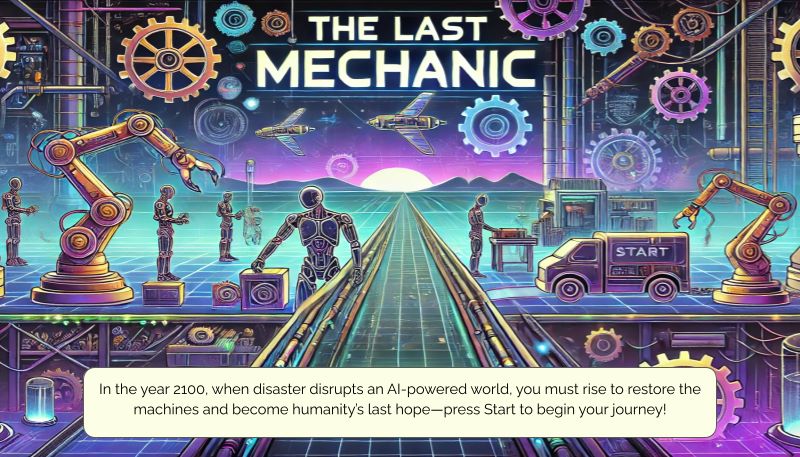 THE LAST
MECHANIC
START
In the year 2100, when disaster disrupts an AI-powered world, you must rise to restore the
machines and become humanity's last hope—press Start to begin your journey!